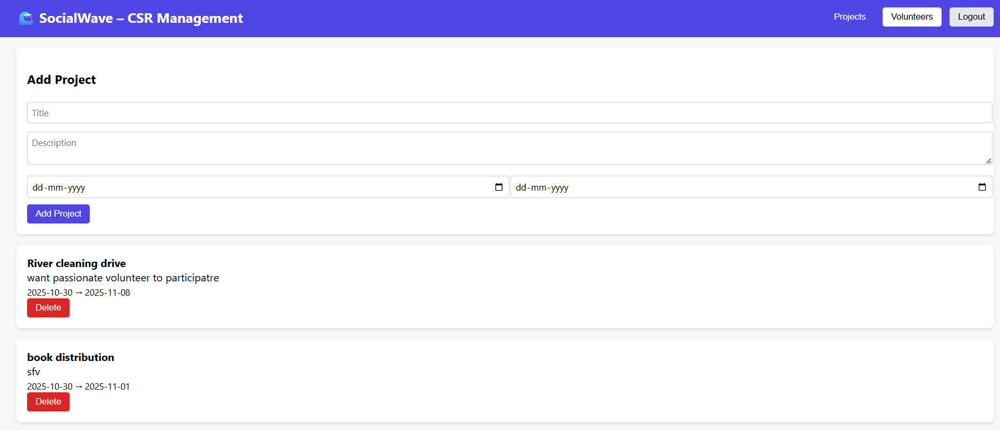 SocialWave – CSR Management
Projects Volunteers Logout
Add Project
Title
Description
dd-mm-yyyy dd-mm-yyyy
Add Project
River cleaning drive
want passionate volunteer to participatre
2025-10-30 → 2025-11-08
Delete
book distribution
sfv
2025-10-30 → 2025-11-01
Delete